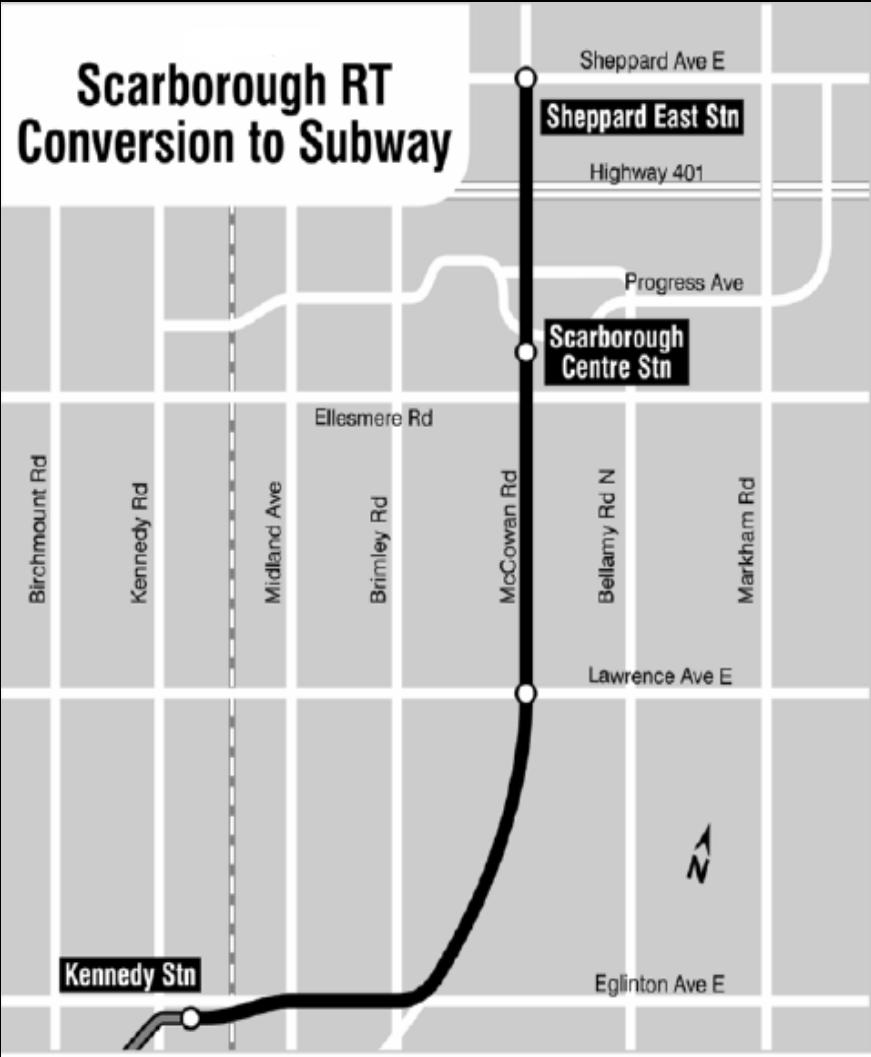 Scarborough RT
Conversion to Subway
Sheppard Ave E
Sheppard East Stn
Highway 401
Progress Ave
Scarborough
Centre Stn
Ellesmere Rd
Birchmount Rd
Kennedy Rd
Midland Ave
Brimley Rd
McCowan Rd
Bellamy Rd N
Markham Rd
Lawrence Ave E
N
Kennedy Stn
Eglinton Ave E